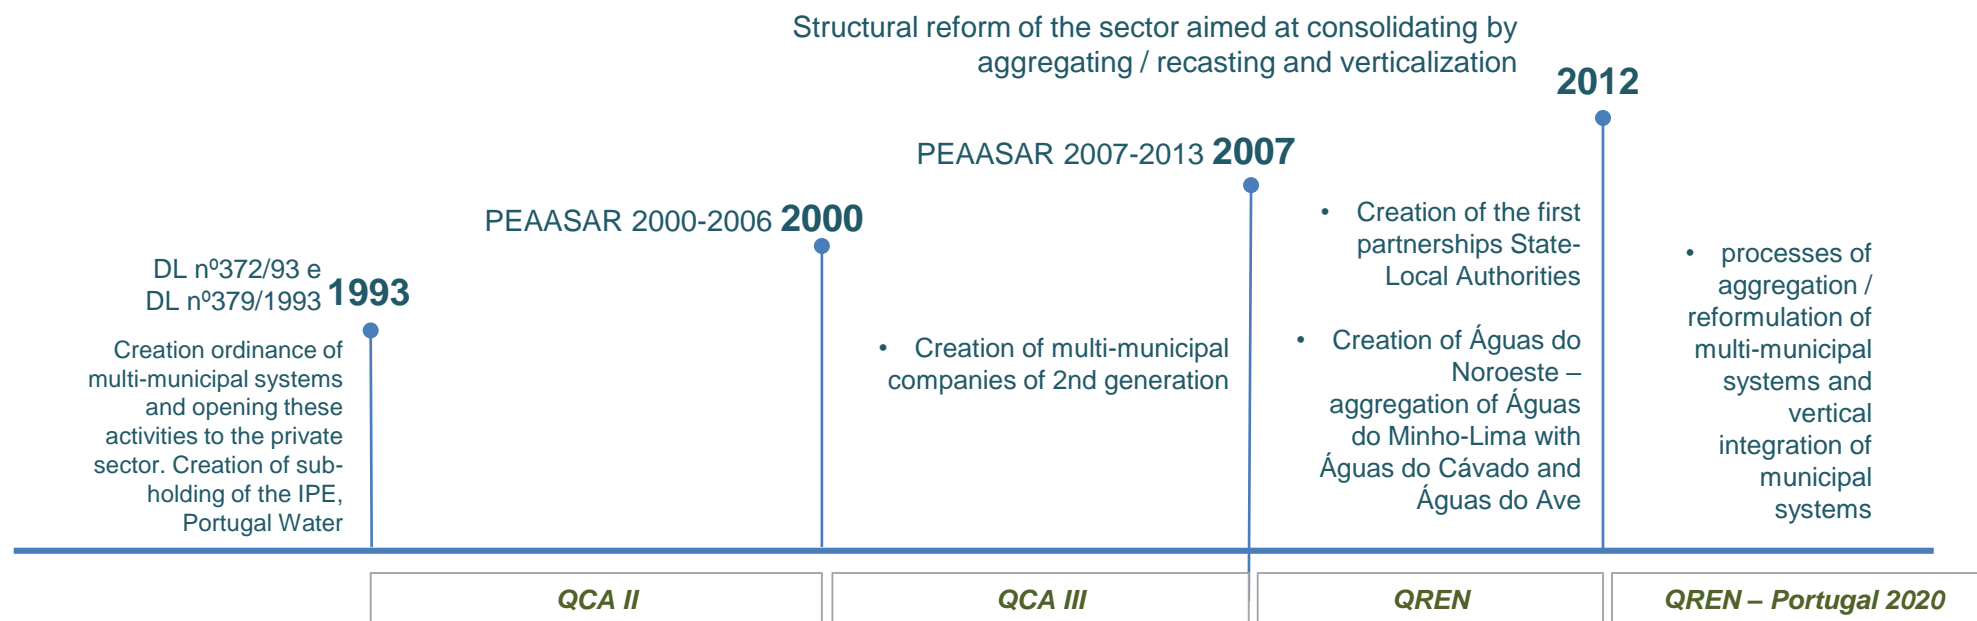 Structural reform of the sector aimed at consolidating by
aggregating / recasting and verticalization
2012
PEAASAR 2007-2013 2007
PEAASAR 2000-2006 2000
DL nº372/93 e
DL nº379/1993 1993
Creation ordinance of
multi-municipal systems
and opening these
activities to the private
sector. Creation of sub-
holding of the IPE,
Portugal Water
• Creation of multi-municipal
companies of 2nd generation
• Creation of the first
partnerships State-
Local Authorities
• Creation of Águas do
Noroeste –
aggregation of Águas
do Minho-Lima with
Águas do Cávado and
Águas do Ave
• processes of
aggregation /
reformulation of
multi-municipal
systems and
vertical
integration of
municipal
systems
QCA II
QCA III
QREN
QREN – Portugal 2020